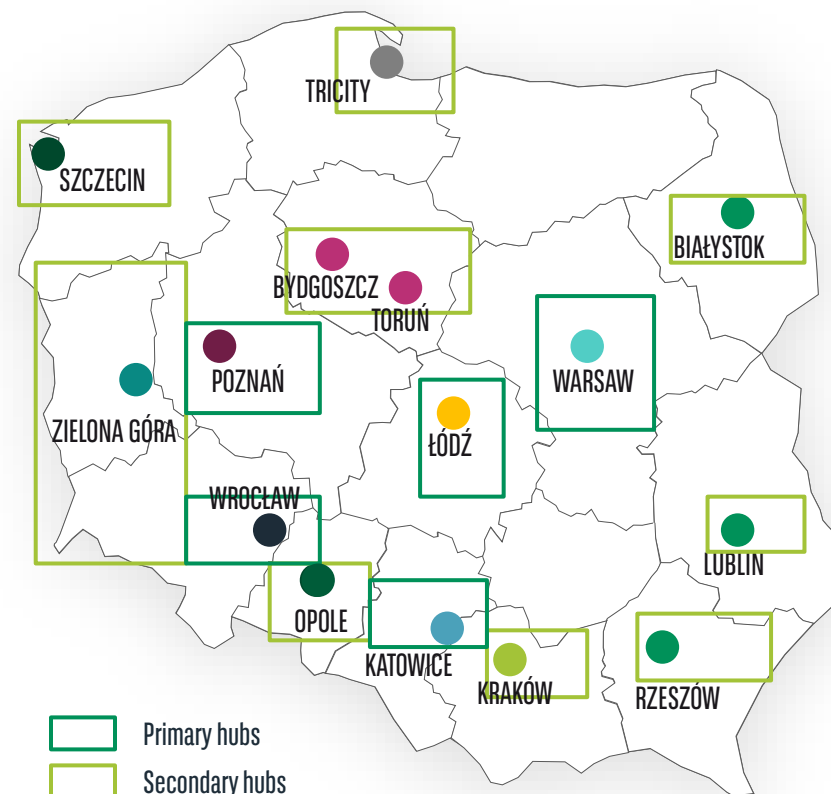 TRICITY
SZCZECIN
BIAŁYSTOK
BYDGOSZCZ
TORUŃ
POZNAŃ
WARSAW
ZIELONA GÓRA
ŁÓDŹ
WROCŁAW
LUBLIN
OPOLE
KATOWICE
KRAKÓW
RZESZÓW
Primary hubs
Secondary hubs